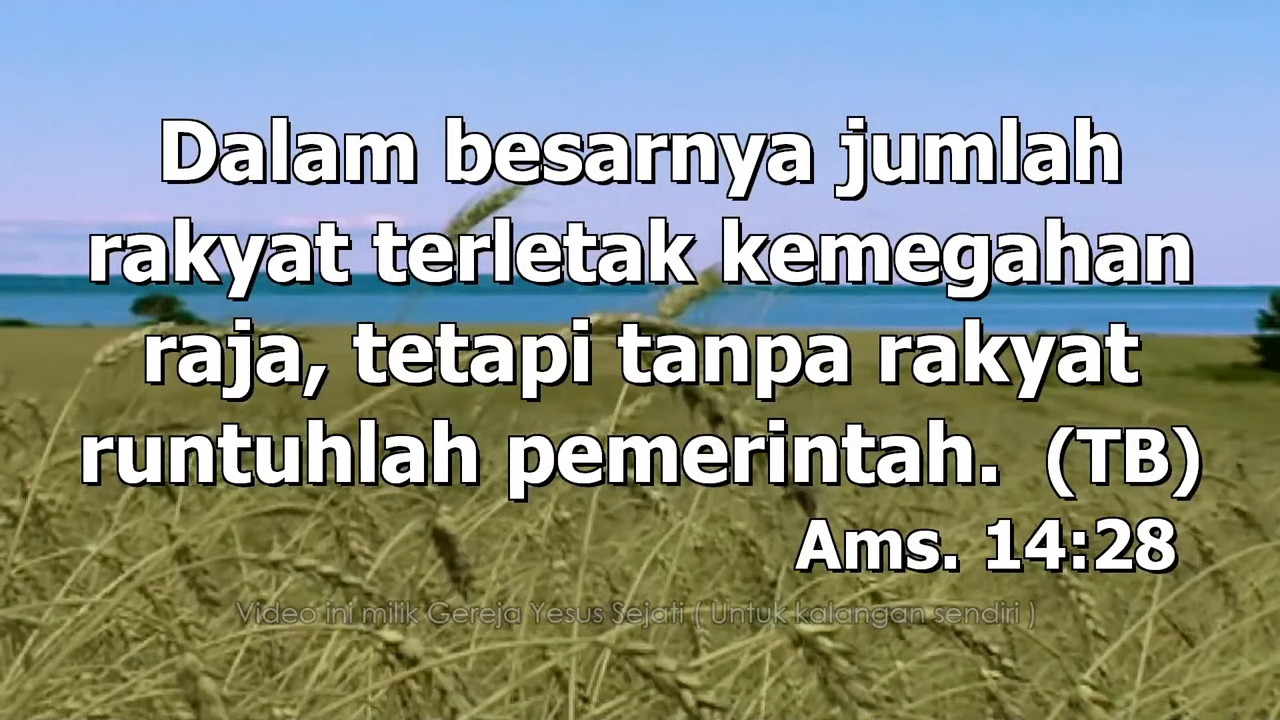 Dalam besarnya jumlah
rakyat terletak kemegahan
raja, tetapi tanpa rakyat
runtuhlah pemerintah. (TB)
Ams. 14:28
Video ini milik Gereja Yesus Sejati ( Untuk kalangan sendiri )